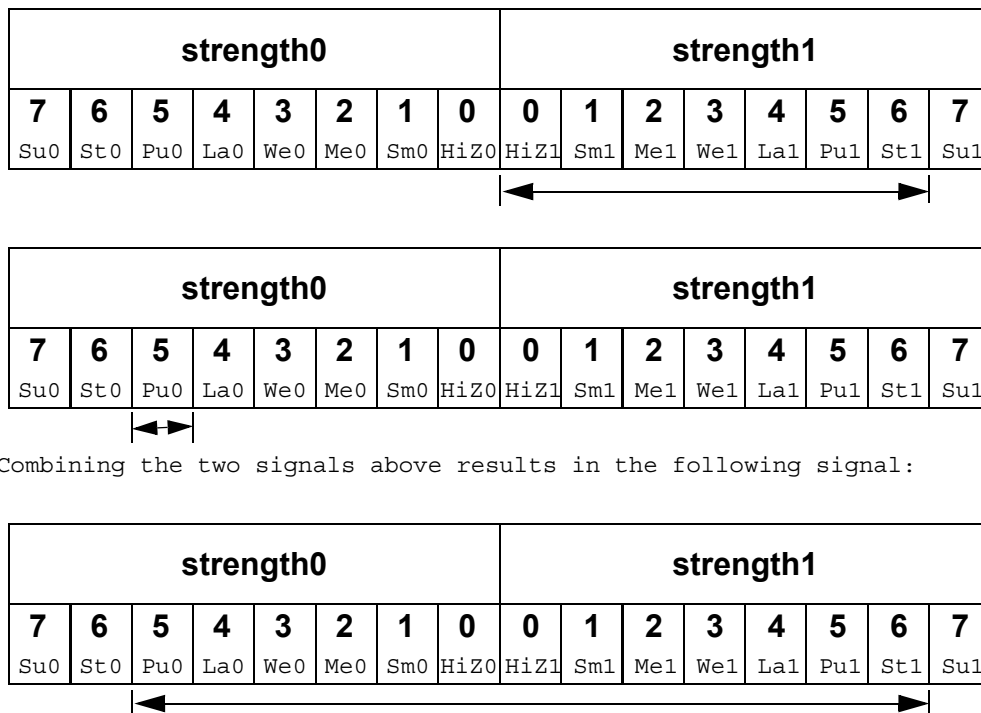 strength0 strength1
7 6 5 4 3 2 1 0 0 1 2 3 4 5 6 7
Su0 St0 Pu0 La0 We0 Me0 Sm0 HiZ0 HiZ1 Sm1 Me1 We1 La1 Pu1 St1 Su1
strength0 strength1
7 6 5 4 3 2 1 0 0 1 2 3 4 5 6 7
Su0 St0 Pu0 La0 We0 Me0 Sm0 HiZ0 HiZ1 Sm1 Me1 We1 La1 Pu1 St1 Su1
Combining the two signals above results in the following signal:
strength0 strength1
7 6 5 4 3 2 1 0 0 1 2 3 4 5 6 7
Su0 St0 Pu0 La0 We0 Me0 Sm0 HiZ0 HiZ1 Sm1 Me1 We1 La1 Pu1 St1 Su1